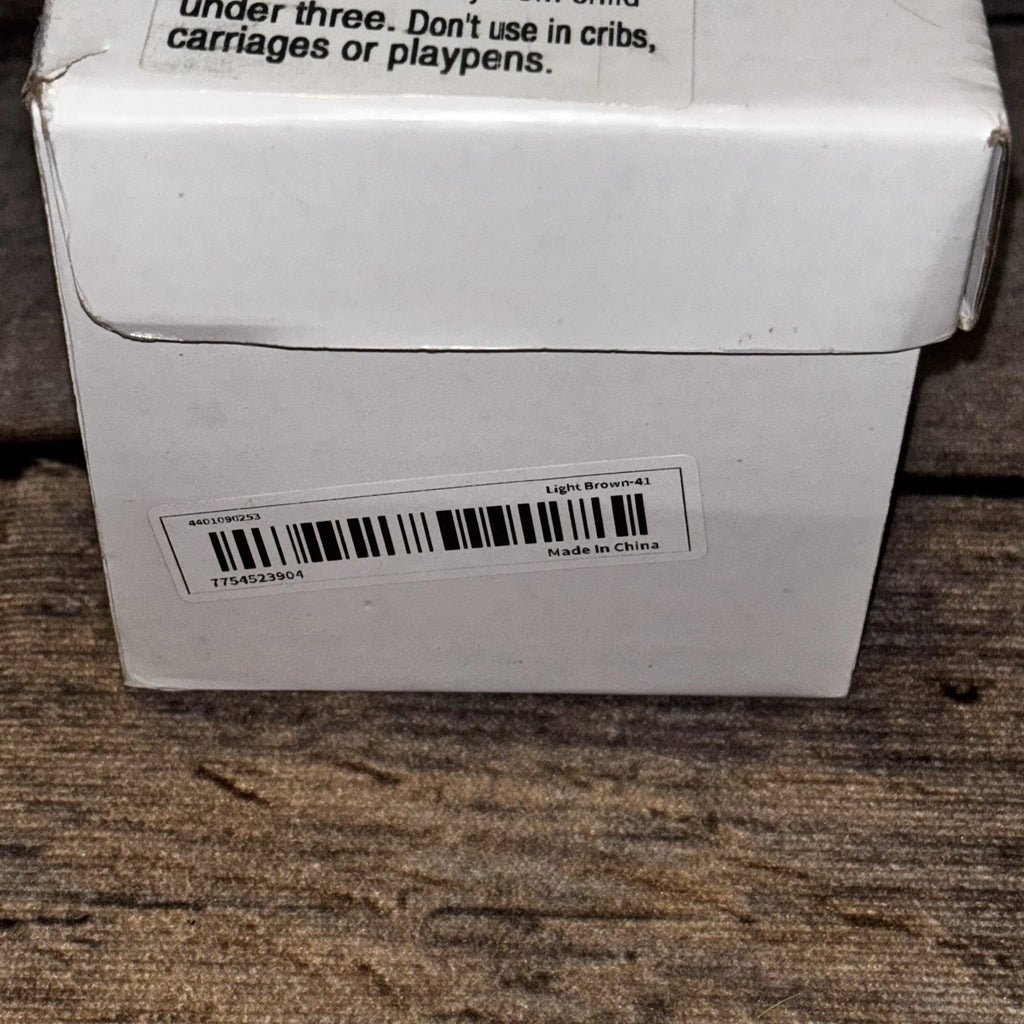 under three. Don't use in cribs,
carriages or playpens.
4401090253
Light Brown-41
Made In China
7754523904